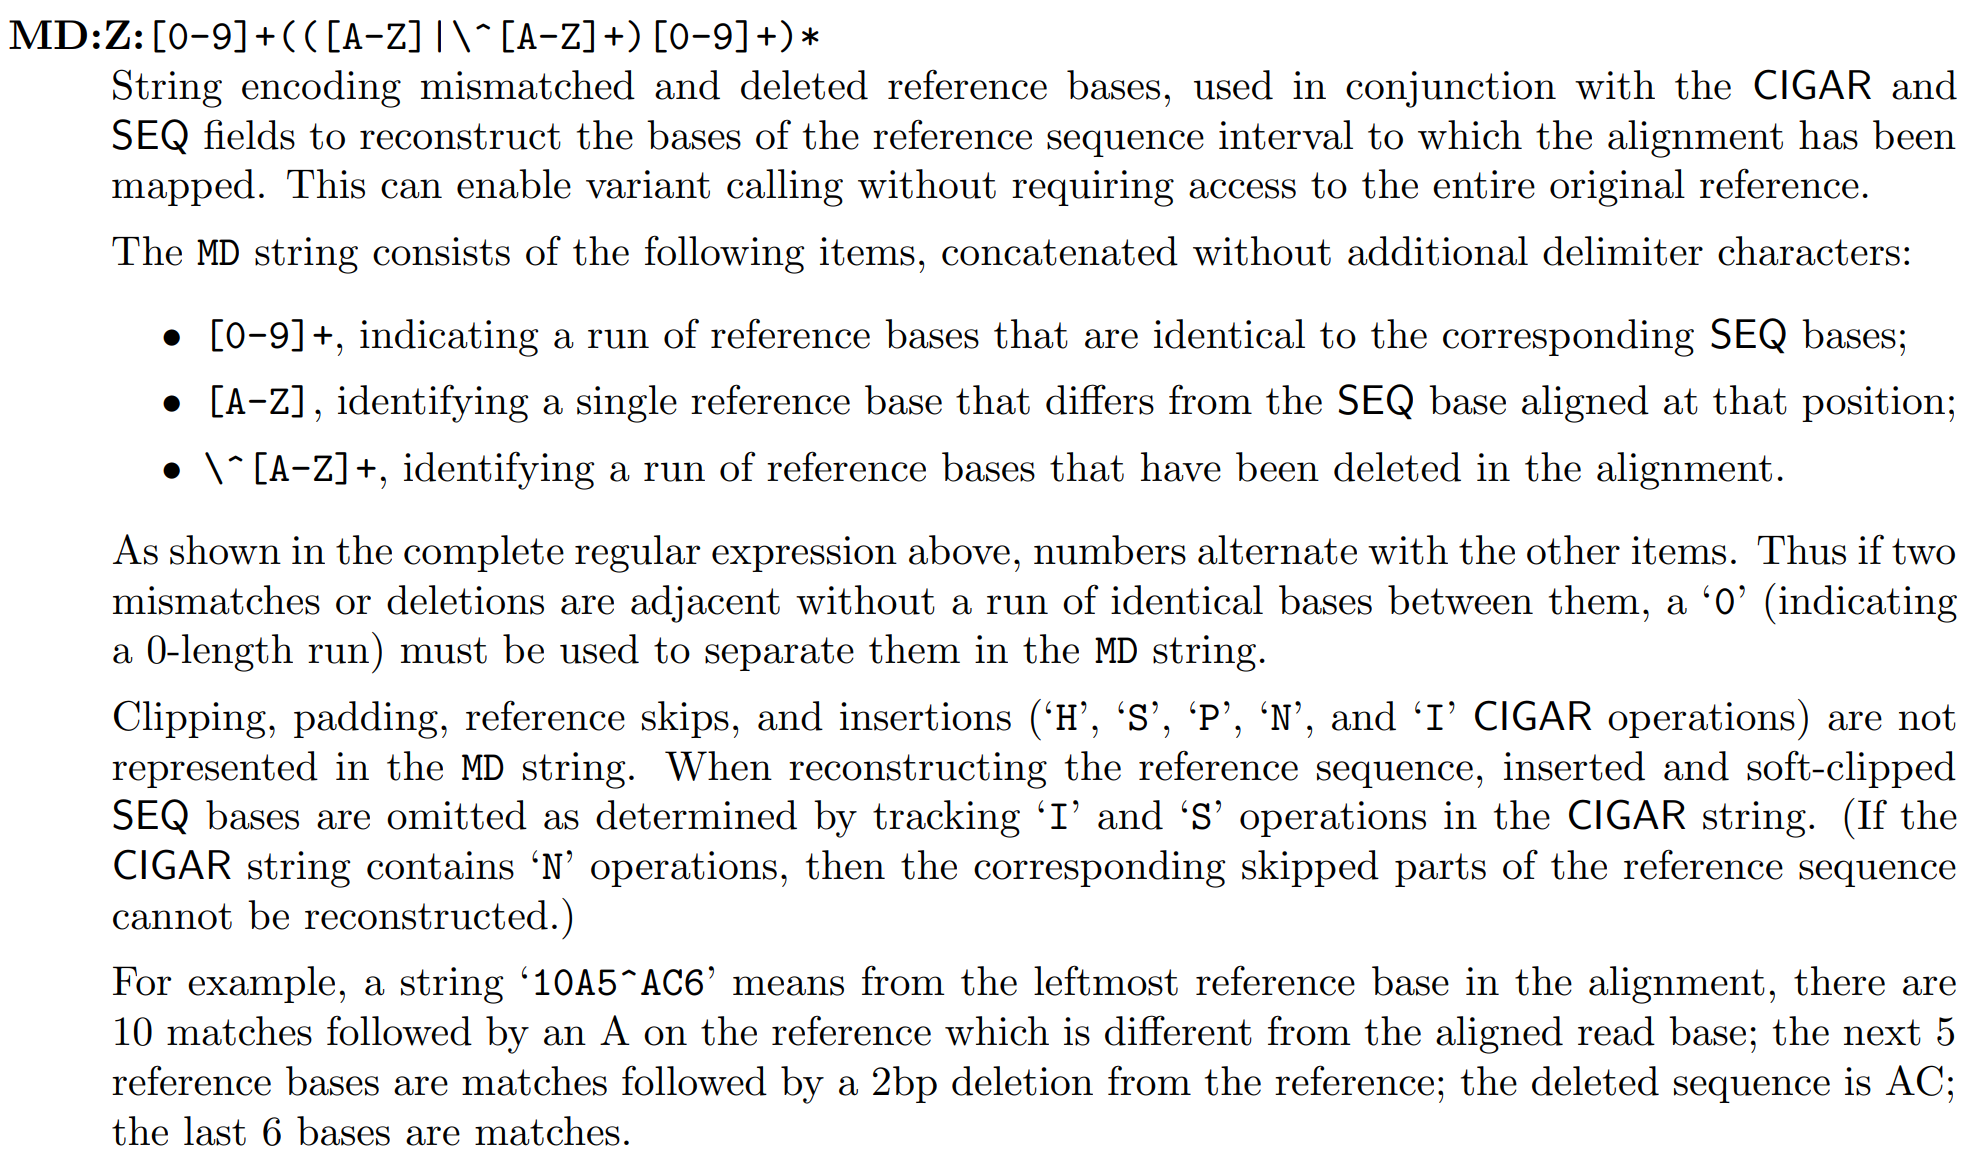 MD:Z:[0-9]+(([A-Z]|\^[A-Z]+)[0-9]+)*
String encoding mismatched and deleted reference bases, used in conjunction with the CIGAR and
SEQ fields to reconstruct the bases of the reference sequence interval to which the alignment has been
mapped. This can enable variant calling without requiring access to the entire original reference.
The MD string consists of the following items, concatenated without additional delimiter characters:
• [0-9]+, indicating a run of reference bases that are identical to the corresponding SEQ bases;
• [A-Z], identifying a single reference base that differs from the SEQ base aligned at that position;
• \^[A-Z]+, identifying a run of reference bases that have been deleted in the alignment.
As shown in the complete regular expression above, numbers alternate with the other items. Thus if two
mismatches or deletions are adjacent without a run of identical bases between them, a ‘0’ (indicating
a 0-length run) must be used to separate them in the MD string.
Clipping, padding, reference skips, and insertions (‘H’, ‘S’, ‘P’, ‘N’, and ‘I’ CIGAR operations) are not
represented in the MD string. When reconstructing the reference sequence, inserted and soft-clipped
SEQ bases are omitted as determined by tracking ‘I’ and ‘S’ operations in the CIGAR string. (If the
CIGAR string contains ‘N’ operations, then the corresponding skipped parts of the reference sequence
cannot be reconstructed.)
For example, a string ‘10A5^AC6’ means from the leftmost reference base in the alignment, there are
10 matches followed by an A on the reference which is different from the aligned read base; the next 5
reference bases are matches followed by a 2bp deletion from the reference; the deleted sequence is AC;
the last 6 bases are matches.